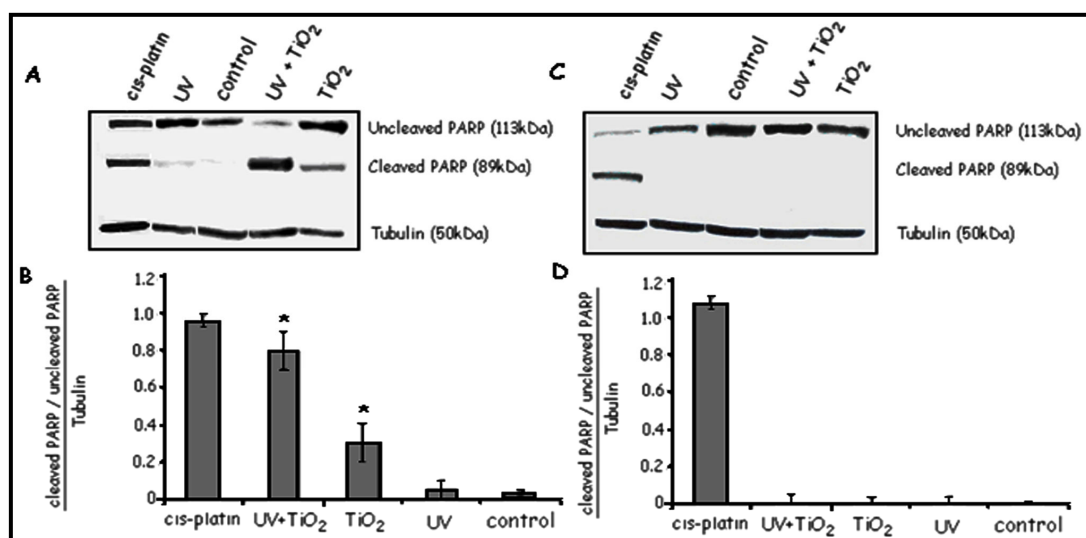 A
cis-platin
UV
control
UV + TiO2
TiO2
Uncleaved PARP (113kDa)
Cleaved PARP (89kDa)
Tubulin (50kDa)
C
cis-platin
UV
control
UV + TiO2
TiO2
Uncleaved PARP (113kDa)
Cleaved PARP (89kDa)
Tubulin (50kDa)
B
cleaved PARP / uncleaved PARP
Tubulin
1.2
1.0
0.8
0.6
0.4
0.2
0
*
*
cis-platin UV+TiO2 TiO2 UV control
D
cleaved PARP / uncleaved PARP
Tubulin
1.2
1.0
0.8
0.6
0.4
0.2
0
cis-platin UV+TiO2 TiO2 UV control